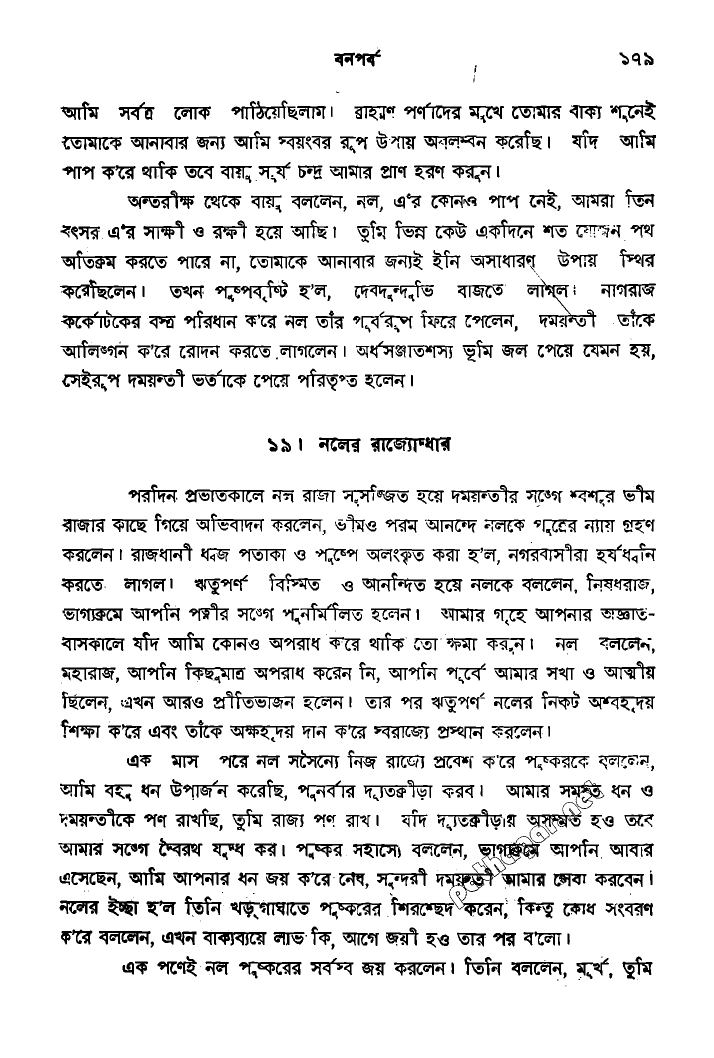 বনপর্ব ১৭৯
আমি সর্বত্র লোক পাঠিয়েছিলাম। ব্রাহ্মণ পর্ণাদের মুখে তোমার বাক্য শুনেই
তোমাকে আনাবার জন্য আমি স্বয়ংবর রূপ উপায় অবলম্বন করেছি। যদি আমি
পাপ ক'রে থাকি তবে বায়ু সূর্য চন্দ্র আমার প্রাণ হরণ করুন।
অন্তরীক্ষ থেকে বায়ু বললেন, নল, এ'র কোনও পাপ নেই, আমরা তিন
বৎসর এ'র সাক্ষী ও রক্ষী হয়ে আছি। তুমি ভিন্ন কেউ একদিনে শত যোজন পথ
অতিক্রম করতে পারে না, তোমাকে আনাবার জন্যই ইনি অসাধারণ উপায় স্থির
করেছিলেন। তখন পুষ্পবৃষ্টি হ'ল, দেবদুন্দুভি বাজতে লাগল। নাগরাজ
কর্কোটকের বস্ত্র পরিধান ক'রে নল তাঁর পূর্বরূপ ফিরে পেলেন, দময়ন্তী তাঁকে
আলিঙ্গন ক'রে রোদন করতে লাগলেন। অর্ধসঞ্জাতশস্য ভূমি জল পেয়ে যেমন হয়,
সেইরূপ দময়ন্তী ভর্তাকে পেয়ে পরিতৃপ্ত হলেন।
১৯। নলের রাজ্যোদ্ধার
পরদিন প্রভাতকালে নল রাজা সুসজ্জিত হয়ে দময়ন্তীর সঙ্গে শ্বশুর ভীম
রাজার কাছে গিয়ে অভিবাদন করলেন, ভীমও পরম আনন্দে নলকে পুত্রের ন্যায় গ্রহণ
করলেন। রাজধানী ধ্বজ পতাকা ও পুষ্পে অলংকৃত করা হ'ল, নগরবাসীরা হর্ষধ্বনি
করতে লাগল। ঋতুপর্ণ বিস্মিত ও আনন্দিত হয়ে নলকে বললেন, নিষধরাজ,
ভাগ্যক্রমে আপনি পত্নীর সঙ্গে পুনর্মিলিত হলেন। আমার গৃহে আপনার অজ্ঞাত-
বাসকালে যদি আমি কোনও অপরাধ ক'রে থাকি তো ক্ষমা করুন। নল বললেন,
মহারাজ, আপনি কিছুমাত্র অপরাধ করেন নি, আপনি পূর্বে আমার সখা ও আত্মীয়
ছিলেন, এখন আরও প্রীতিভাজন হলেন। তার পর ঋতুপর্ণ নলের নিকট অশ্বহৃদয়
শিক্ষা ক'রে এবং তাঁকে অক্ষহৃদয় দান ক'রে স্বরাজ্যে প্রস্থান করলেন।
এক মাস পরে নল সসৈন্যে নিজ রাজ্যে প্রবেশ ক'রে পুষ্করকে বললেন,
আমি বহু ধন উপার্জন করেছি, পুনর্বার দ্যূতক্রীড়া করব। আমার সমস্ত ধন ও
দময়ন্তীকে পণ রাখছি, তুমি রাজ্য পণ রাখ। যদি দ্যূতক্রীড়ায় অসম্মত হও তবে
আমার সঙ্গে দ্বৈরথ যুদ্ধ কর। পুষ্কর সহাস্যে বললেন, ভাগ্যক্রমে আপনি আবার
এসেছেন, আমি আপনার ধন জয় ক'রে নেব, সুন্দরী দময়ন্তী আমার সেবা করবেন।
নলের ইচ্ছা হ'ল তিনি খড়্গাঘাতে পুষ্করের শিরশ্ছেদ করেন, কিন্তু ক্রোধ সংবরণ
ক'রে বললেন, এখন বাক্যব্যয়ে লাভ কি, আগে জয়ী হও তার পর ব'লো।
এক পণেই নল পুষ্করের সর্বস্ব জয় করলেন। তিনি বললেন, মূর্খ, তুমি
pathagar.net